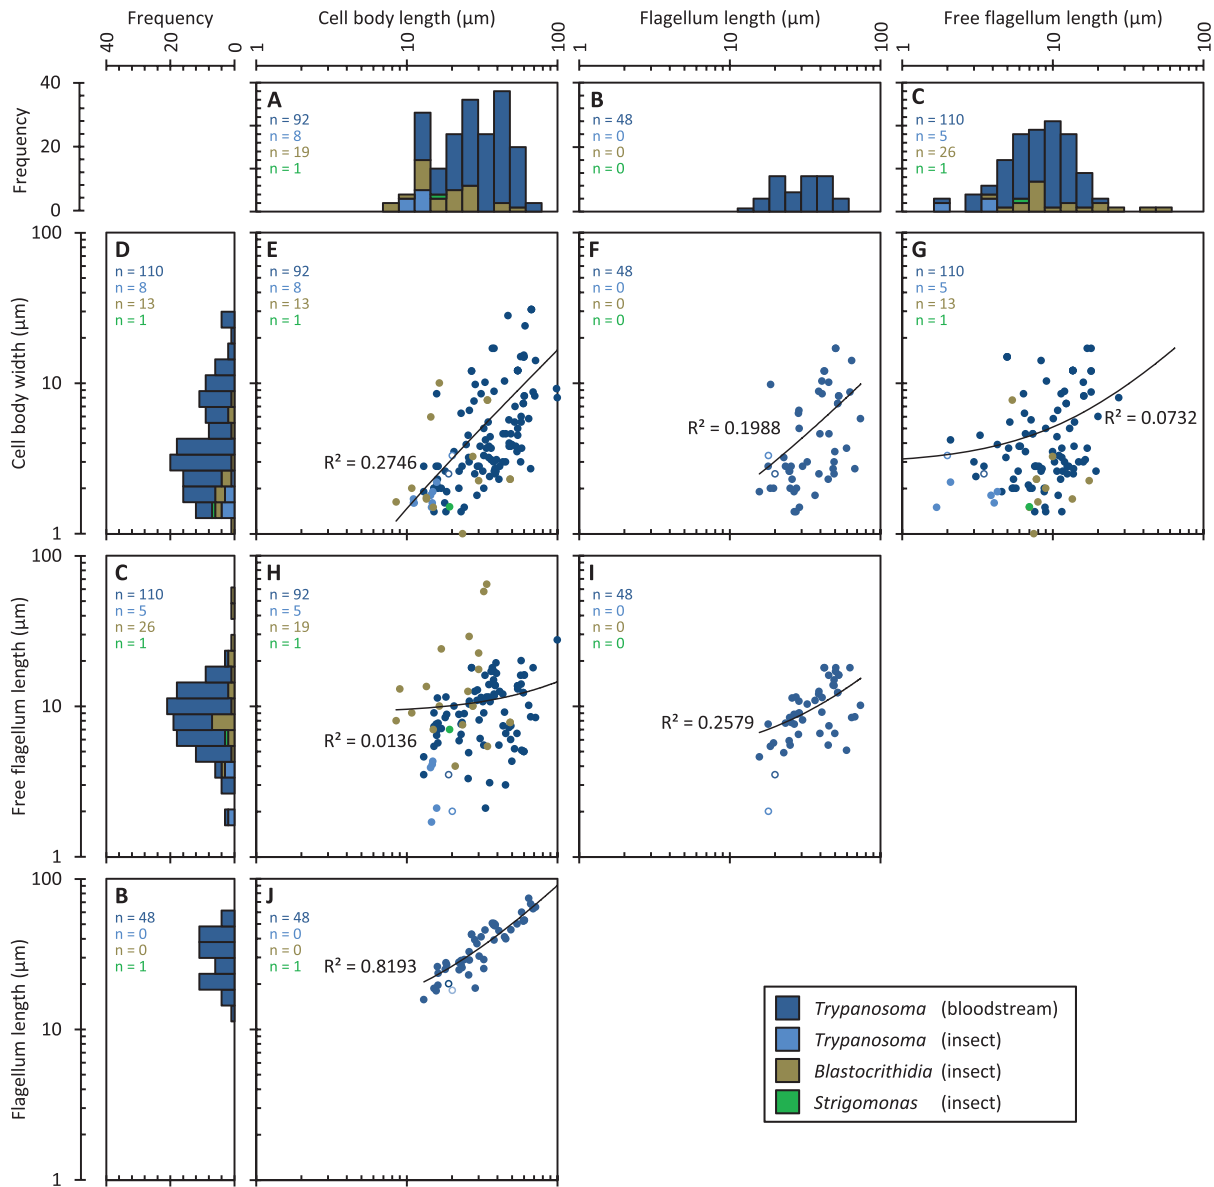 Frequency
Cell body length (µm)
Flagellum length (µm)
Free flagellum length (µm)
40
20
0
1
10
100
1
10
100
1
10
100
Frequency
40
20
0
A
n = 92
n = 8
n = 19
n = 1
B
n = 48
n = 0
n = 0
n = 0
C
n = 110
n = 5
n = 26
n = 1
Cell body width (µm)
100
10
1
D
n = 110
n = 8
n = 13
n = 1
E
n = 92
n = 8
n = 13
n = 1
R² = 0.2746
F
n = 48
n = 0
n = 0
n = 0
R² = 0.1988
G
n = 110
n = 5
n = 13
n = 1
R² = 0.0732
Free flagellum length (µm)
100
10
1
C
n = 110
n = 5
n = 26
n = 1
H
n = 92
n = 5
n = 19
n = 1
R² = 0.0136
I
n = 48
n = 0
n = 0
n = 0
R² = 0.2579
Flagellum length (µm)
100
10
1
B
n = 48
n = 0
n = 0
n = 1
J
n = 48
n = 0
n = 0
n = 1
R² = 0.8193
Trypanosoma (bloodstream)
Trypanosoma (insect)
Blastocrithidia (insect)
Strigomonas (insect)